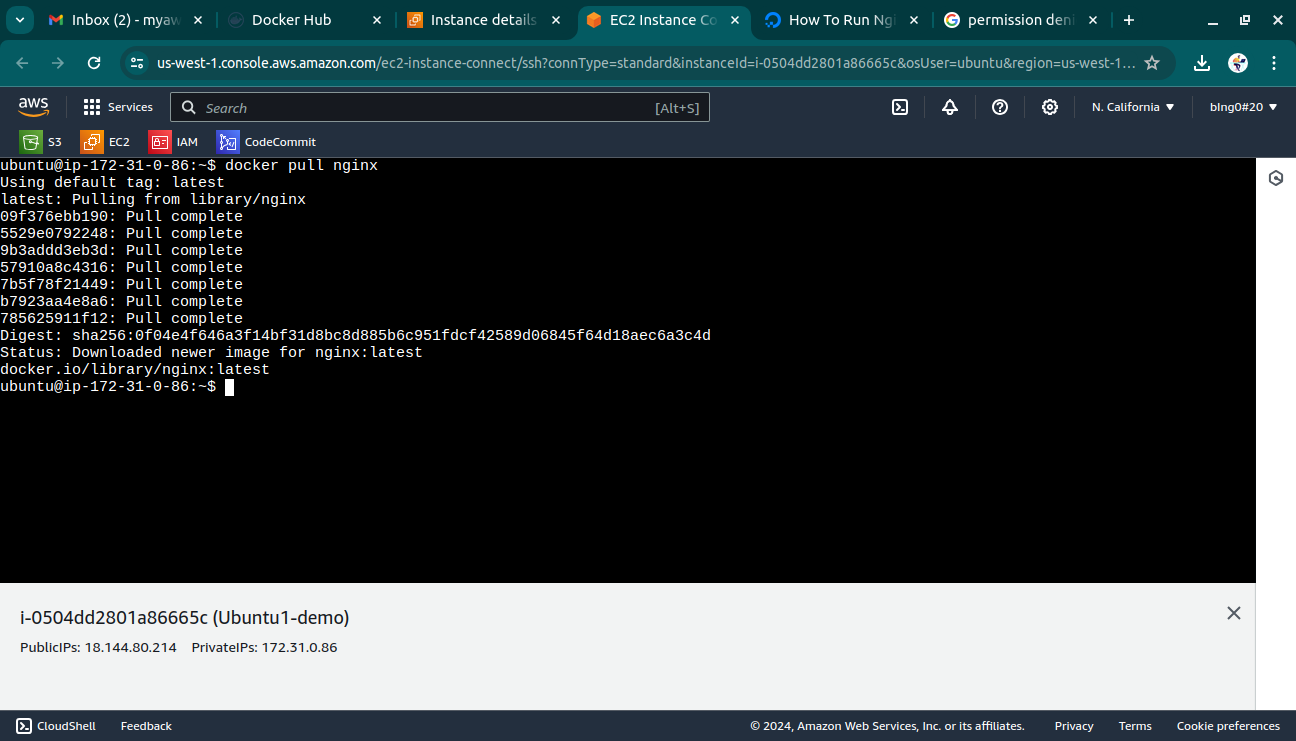 Inbox (2) - myaw
Docker Hub
Instance details
EC2 Instance Co
How To Run Ngi
permission deni
us-west-1.console.aws.amazon.com/ec2-instance-connect/ssh?connType=standard&instanceId=i-0504dd2801a86665c&osUser=ubuntu&region=us-west-1...
aws
Services
Search
[Alt+S]
N. California
blng0#20
S3
EC2
IAM
CodeCommit
ubuntu@ip-172-31-0-86:~$ docker pull nginx
Using default tag: latest
latest: Pulling from library/nginx
09f376ebb190: Pull complete
5529e0792248: Pull complete
9b3addd3eb3d: Pull complete
57910a8c4316: Pull complete
7b5f78f21449: Pull complete
b7923aa4e8a6: Pull complete
785625911f12: Pull complete
Digest: sha256:0f04e4f646a3f14bf31d8bc8d885b6c951fdcf42589d06845f64d18aec6a3c4d
Status: Downloaded newer image for nginx:latest
docker.io/library/nginx:latest
ubuntu@ip-172-31-0-86:~$
i-0504dd2801a86665c (Ubuntu1-demo)
PublicIPs: 18.144.80.214 PrivateIPs: 172.31.0.86
CloudShell
Feedback
© 2024, Amazon Web Services, Inc. or its affiliates.
Privacy
Terms
Cookie preferences